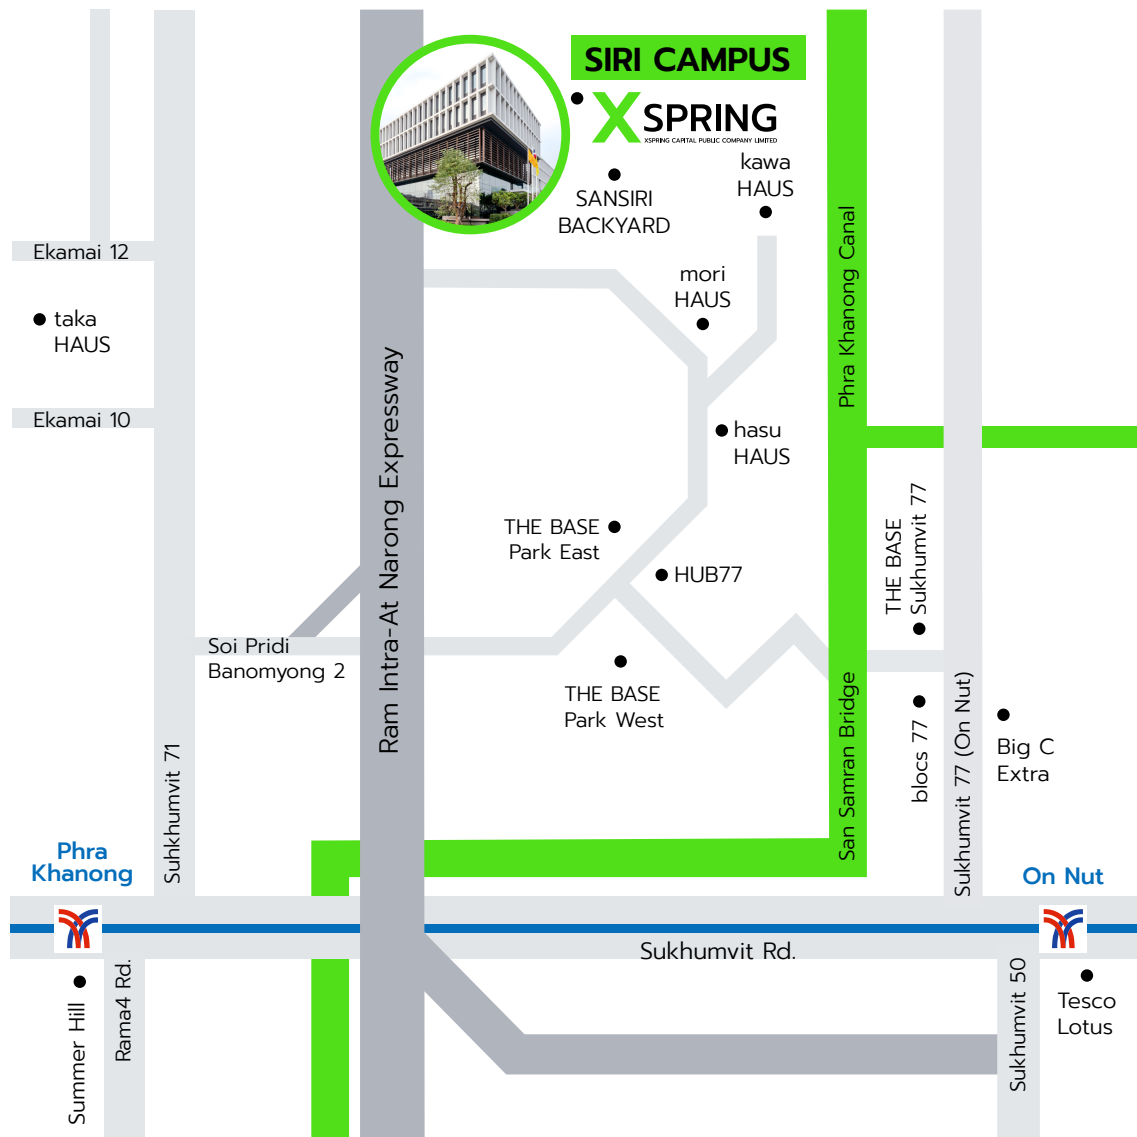 SIRI CAMPUS
XSPRING
XSPRING CAPITAL PUBLIC COMPANY LIMITED
kawa
HAUS
SANSIRI
BACKYARD
Ekamai 12
mori
HAUS
Phra Khanong Canal
taka
HAUS
Ekamai 10
Ram Intra-At Narong Expressway
hasu
HAUS
THE BASE
Park East
HUB77
THE BASE
Sukhumvit 77
Soi Pridi
Banomyong 2
THE BASE
Park West
San Samran Bridge
blocs 77
Sukhumvit 77 (On Nut)
Big C
Extra
Suhkhumvit 71
Phra
Khanong
On Nut
Sukhumvit Rd.
Summer Hill
Rama4 Rd.
Sukhumvit 50
Tesco
Lotus